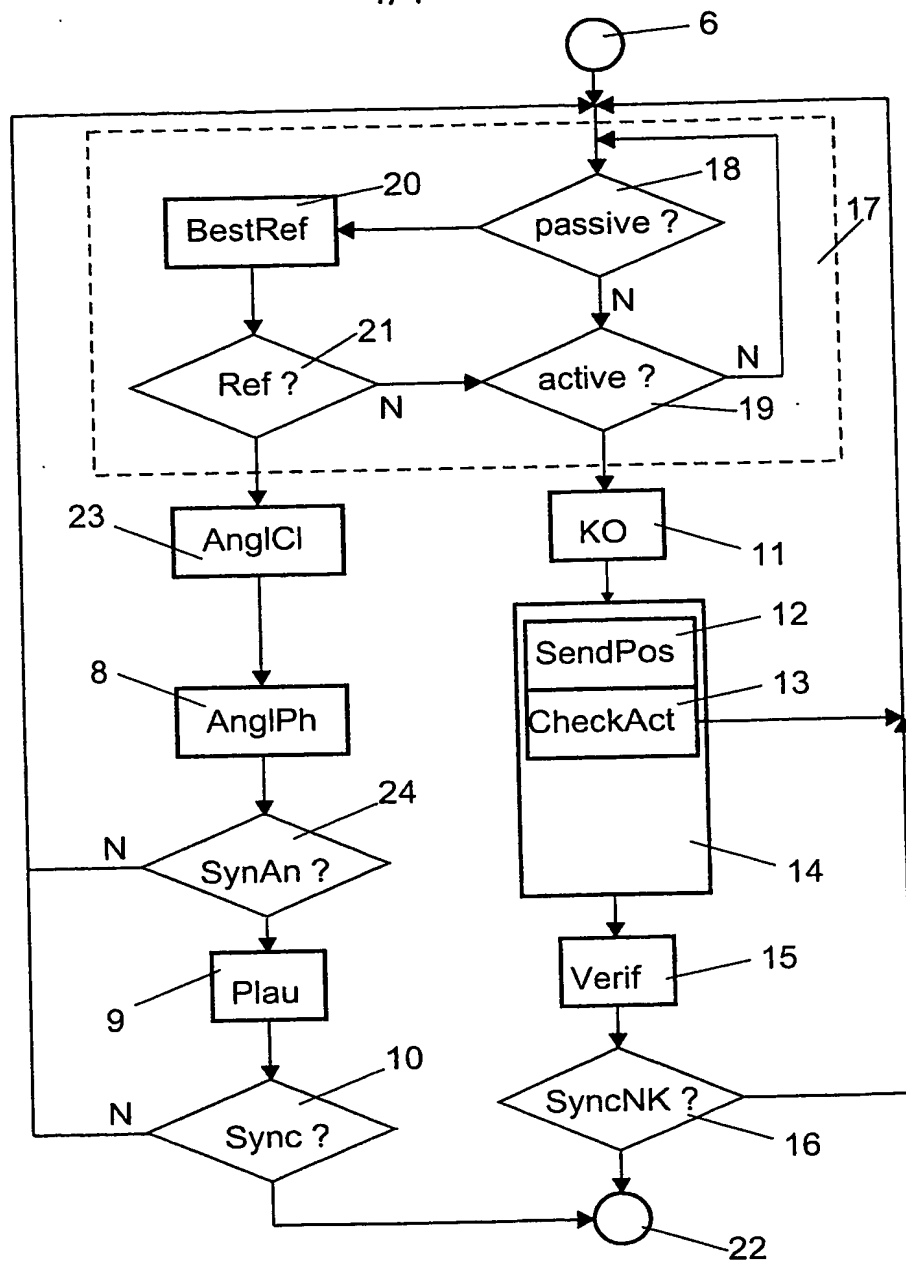 6
18
20
17
BestRef
passive ?
N
21
Ref ?
N
active ?
N
19
23
AnglCl
KO
11
12
SendPos
8
13
AnglPh
CheckAct
24
N
SynAn ?
14
9
Plau
Verif
15
10
N
Sync ?
SyncNK ?
16
22